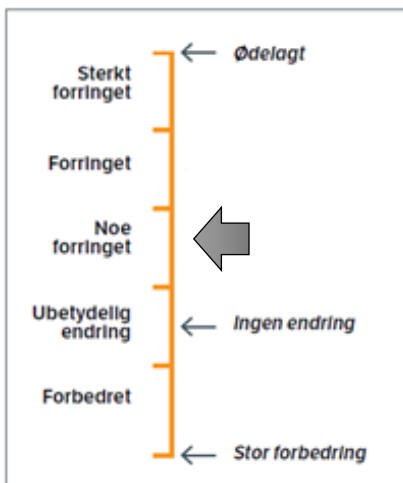 Ødelagt
Sterkt
forringet
Forringet
Noe
forringet
Ubetydelig
endring
Ingen endring
Forbedret
Stor forbedring